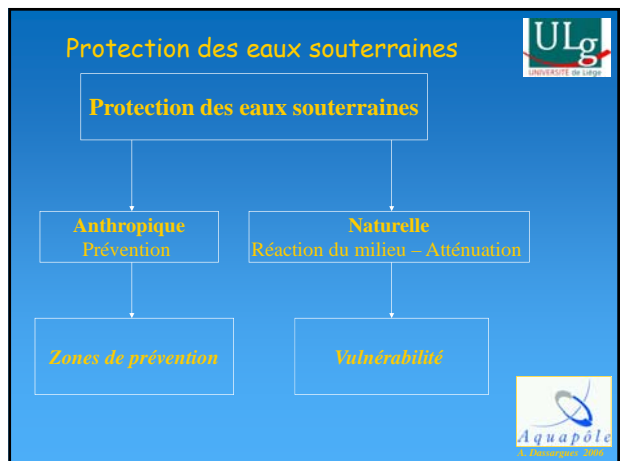 Protection des eaux souterraines
ULg
UNIVERSITÉ de Liège
Protection des eaux souterraines
Anthropique
Prévention
Naturelle
Réaction du milieu – Atténuation
Zones de prévention
Vulnérabilité
Aquapôle
A. Dassargues 2006